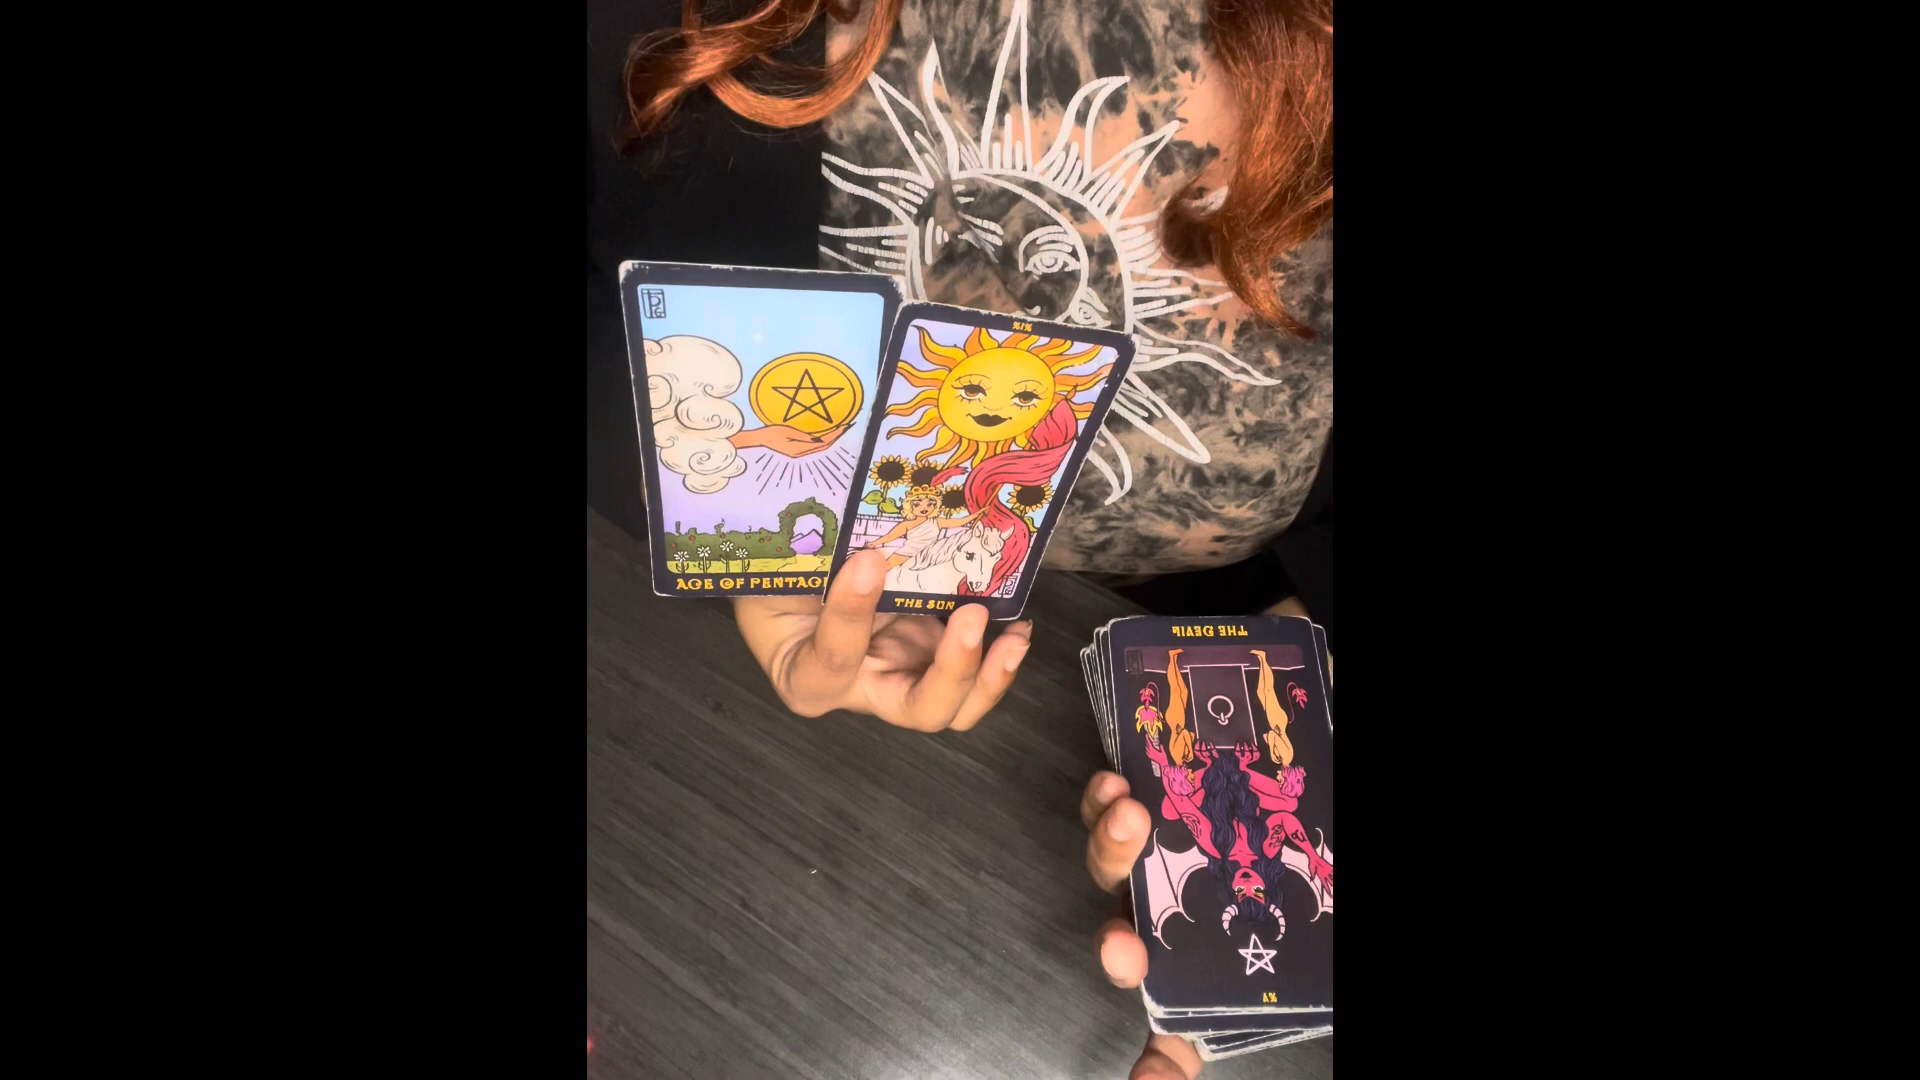 XIX
ACE OF PENTAC
THE SUN
THE DEVIL
XV